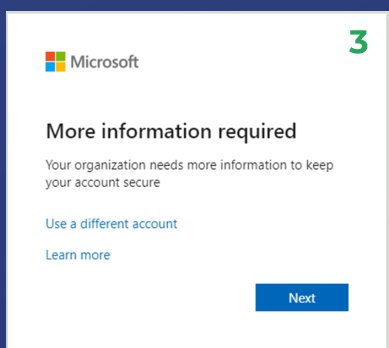 3
Microsoft
More information required
Your organization needs more information to keep
your account secure
Use a different account
Learn more
Next